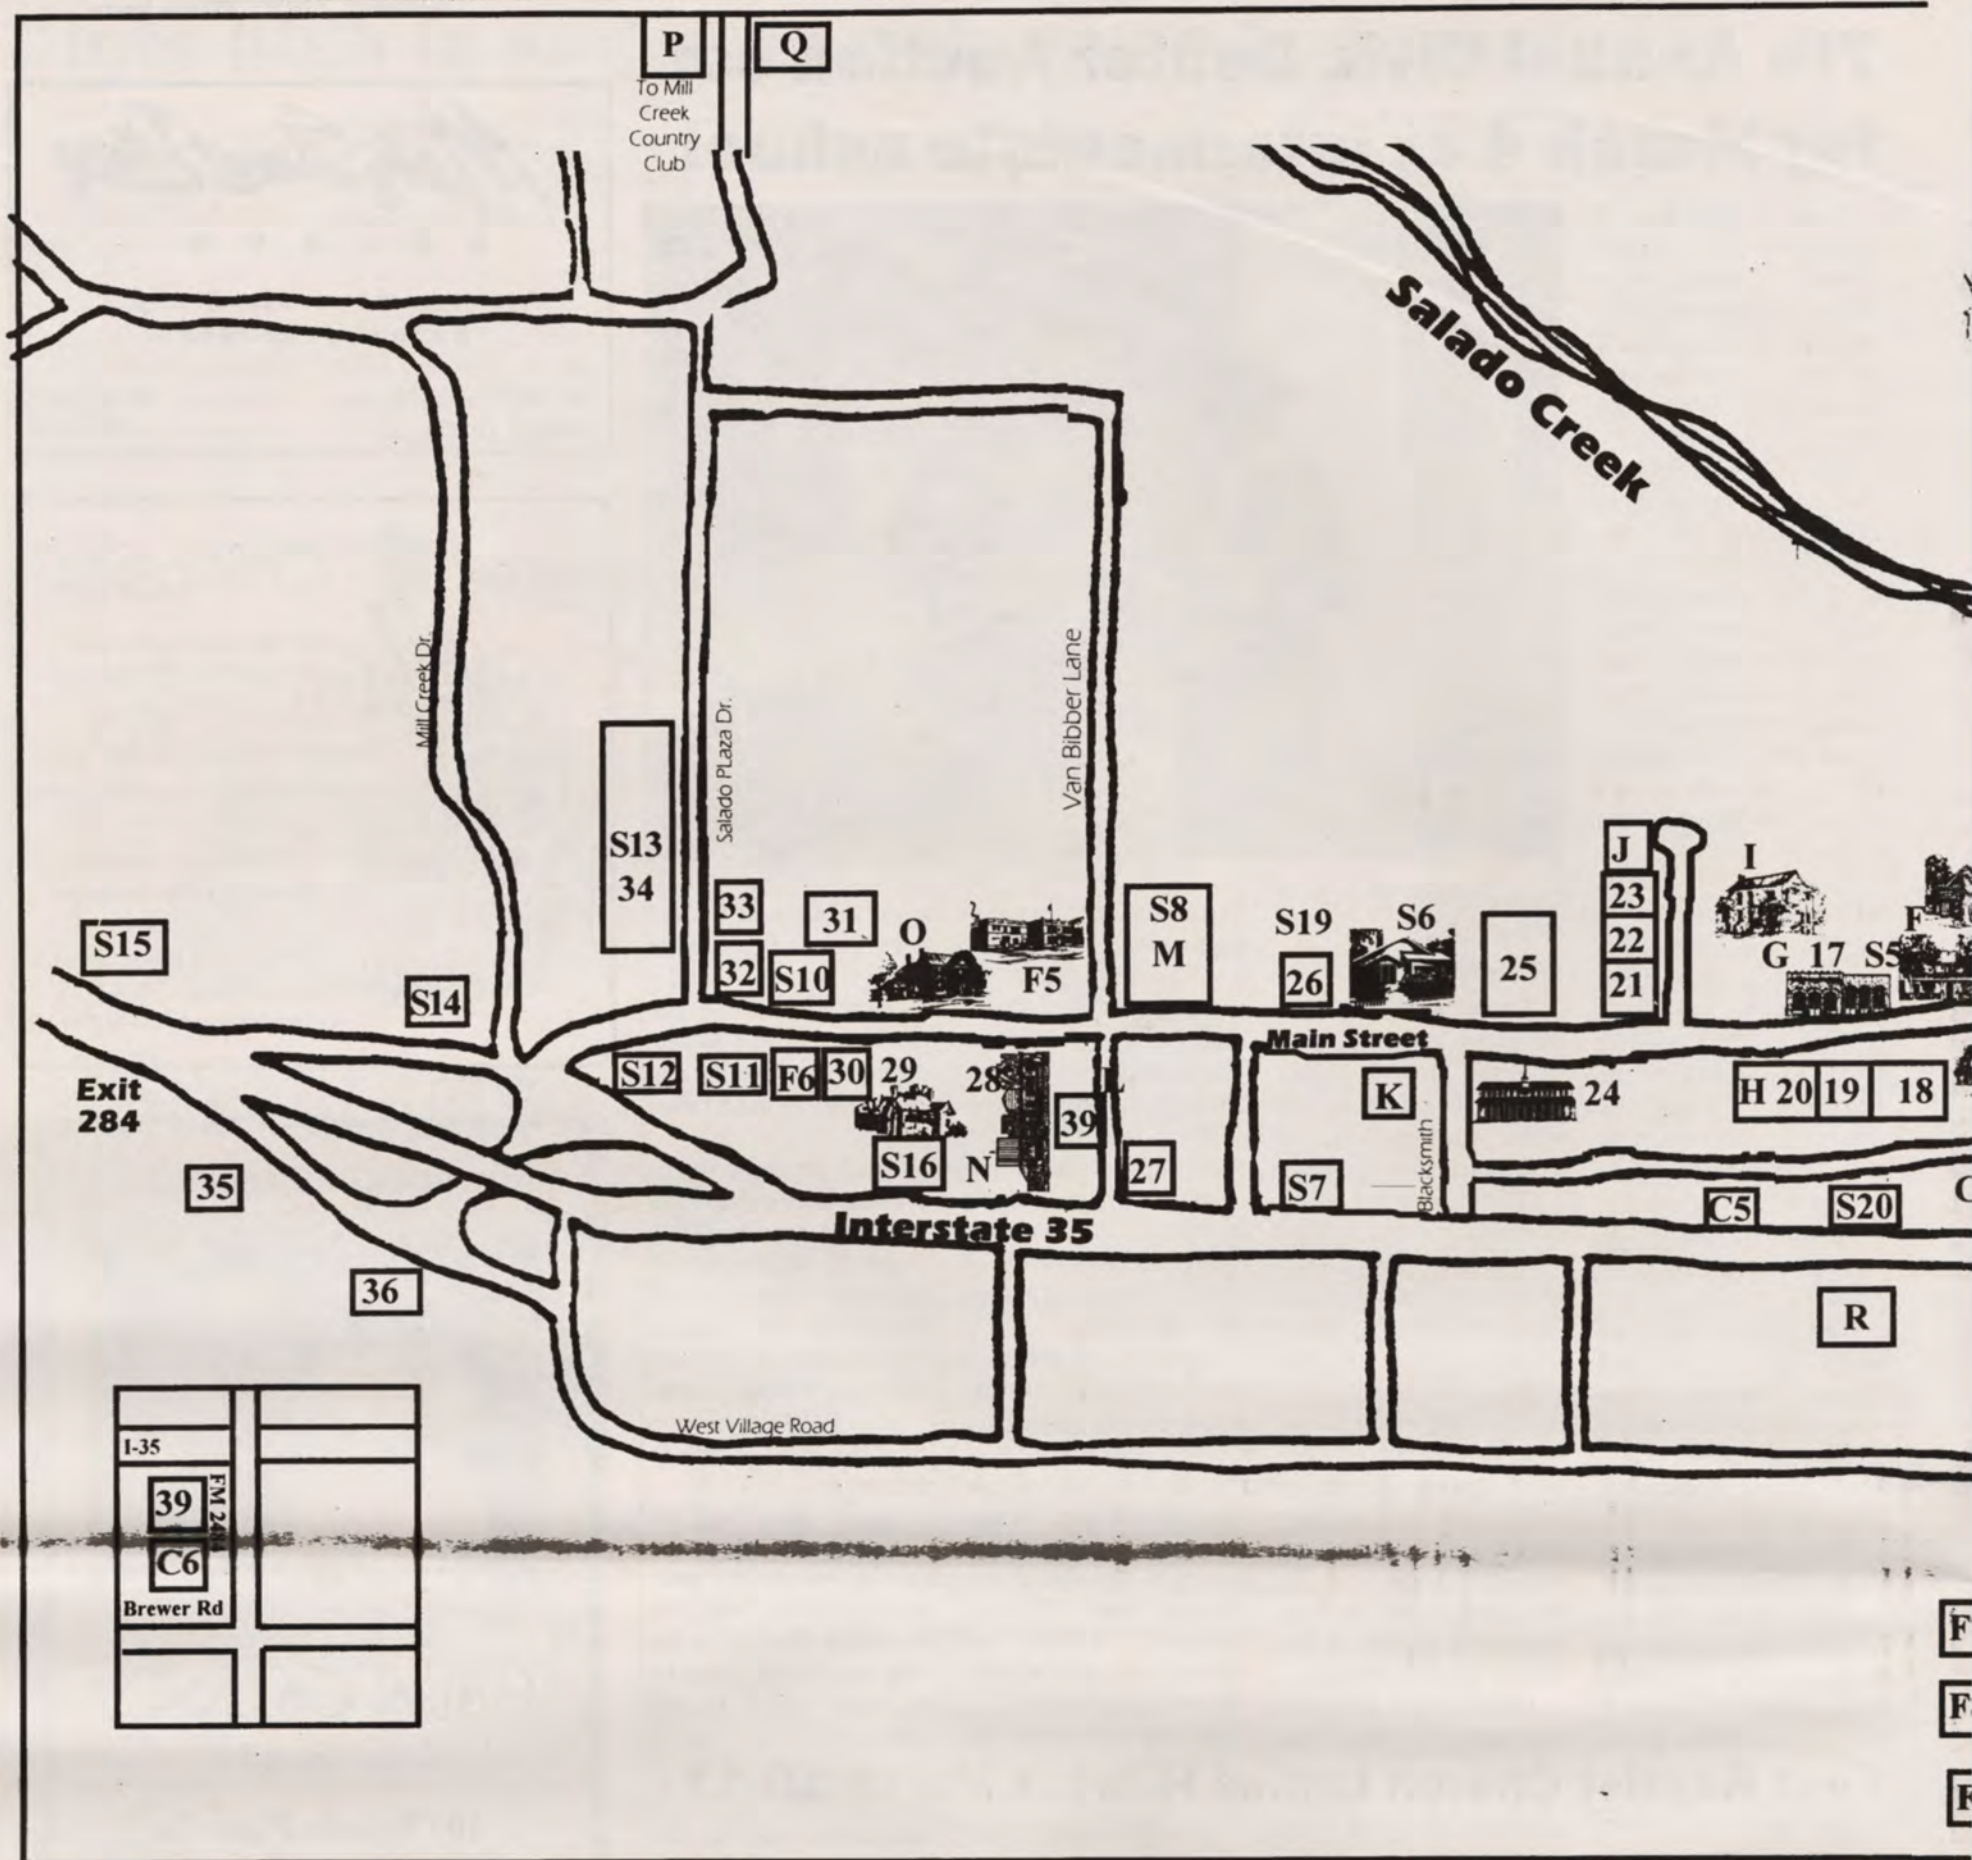 P
Q
To Mill
Creek
Country
Club
Salado Creek
Mill Creek Dr.
Salado PLaza Dr.
Van Bibber Lane
S13
34
33
32
S10
31
O
F5
S8
M
S19
26
S6
25
J
23
22
21
I
G
17
S5
F
S15
S14
Main Street
Exit
284
S12
S11
F6
30
29
28
39
L
S16
N
27
K
Blacksmith
S7
24
H 20
19
18
C5
S20
35
Interstate 35
36
R
West Village Road
I-35
39
FM 2484
C6
Brewer Rd
F
F